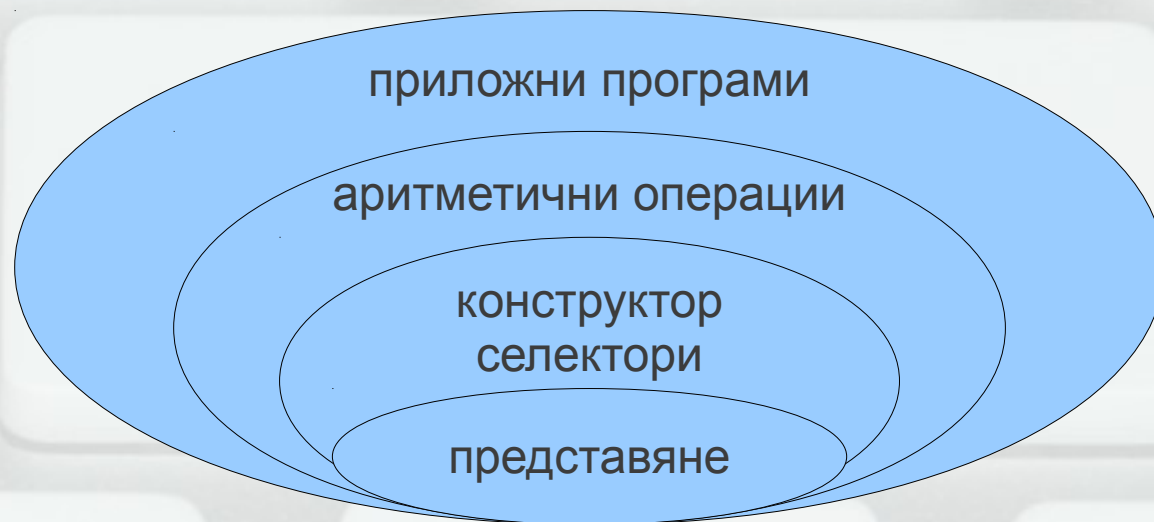 приложни програми
аритметични операции
конструктор
селектори
представяне